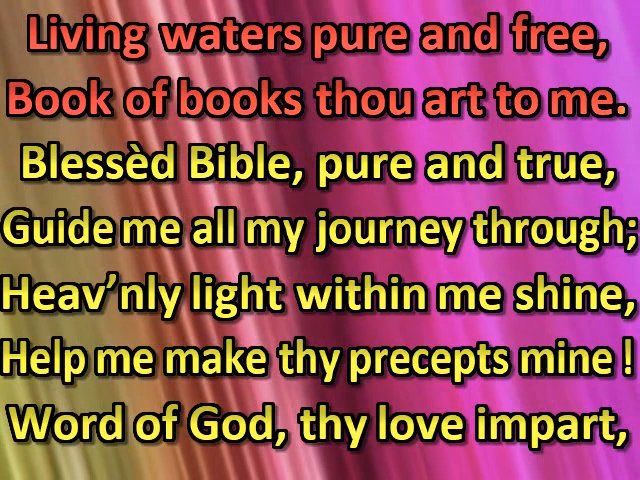 Living waters pure and free,
Book of books thou art to me.
Blessèd Bible, pure and true,
Guide me all my journey through;
Heav’nly light within me shine,
Help me make thy precepts mine !
Word of God, thy love impart,